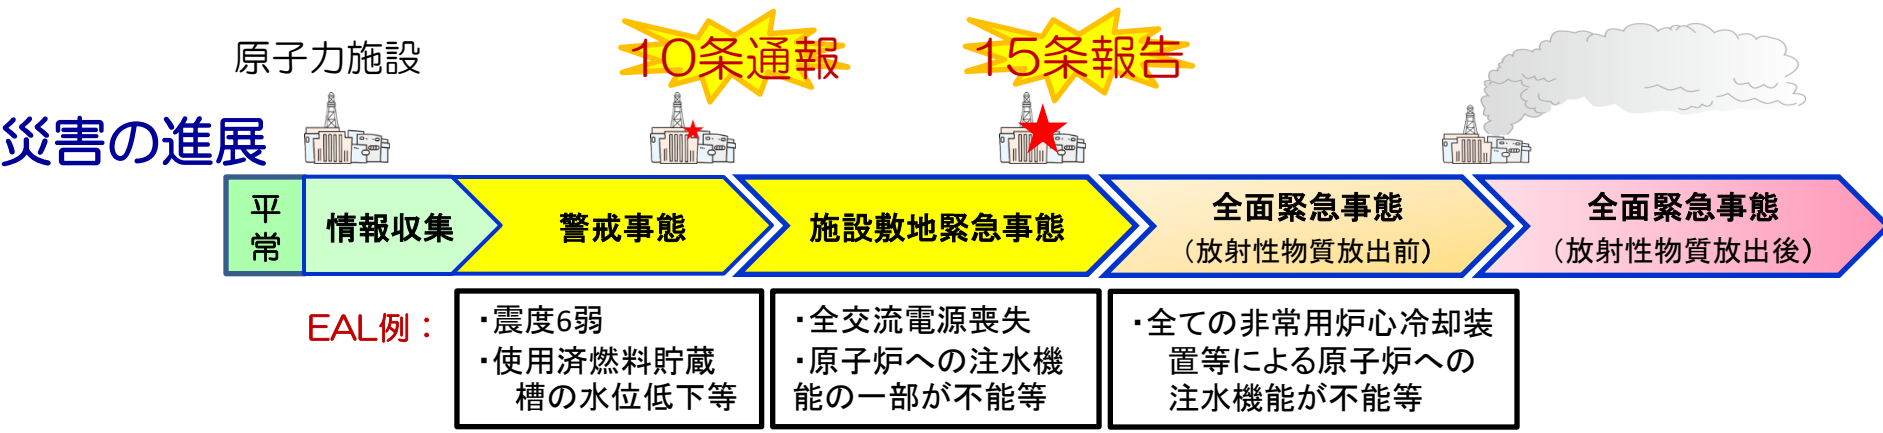 原子力施設
10条通報
15条報告
災害の進展
平常
情報収集
警戒事態
施設敷地緊急事態
全面緊急事態
（放射性物質放出前）
全面緊急事態
（放射性物質放出後）
EAL例：
・震度6弱
・使用済燃料貯蔵
槽の水位低下等
・全交流電源喪失
・原子炉への注水機
能の一部が不能等
・全ての非常用炉心冷却装
置等による原子炉への
注水機能が不能等